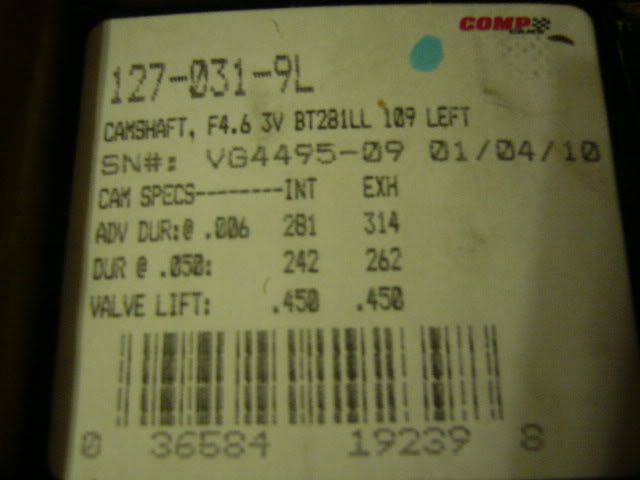 COMP
CAMS
127-031-9L
CAMSHAFT, F4.6 3V BT281LL 109 LEFT
SN#: VG4495-09 01/04/10
CAM SPECS--------INT EXH
ADV DUR:@ .006 281 314
DUR @ .050: 242 262
VALVE LIFT: .450 .450
0 36584 19239 8